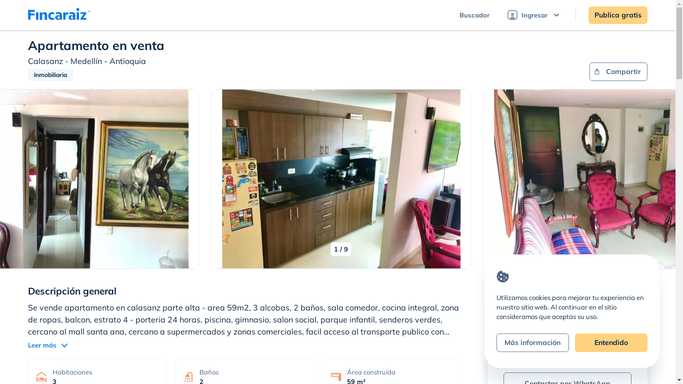 Fincaraiz
Buscador
Ingresar
Publica gratis
Apartamento en venta
Calasanz - Medellín - Antioquia
Inmobiliaria
Compartir
1 / 9
Descripción general
Se vende apartamento en calasanz parte alta - area 59m2, 3 alcobas, 2 baños, sala comedor, cocina integral, zona
de ropas, balcon, estrato 4 - porteria 24 horas, piscina, gimnasio, salon social, parque infantil, senderos verdes,
cercano al mall santa ana, cercano a supermercados y zonas comerciales, facil acceso al transporte publico con...
Leer más
Habitaciones
3
Baños
2
Área construida
59 m²
Utilizamos cookies para mejorar tu experiencia en
nuestro sitio web. Al continuar en el sitio
consideramos que aceptas su uso.
Más información
Entendido
Contactar por WhatsApp